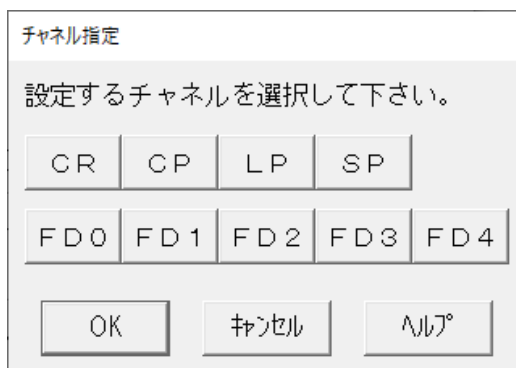 チャネル指定
設定するチャネルを選択して下さい。
ＣＲ ＣＰ ＬＰ ＳＰ
ＦＤ０ ＦＤ１ ＦＤ２ ＦＤ３ ＦＤ４
OK ｷｬﾝｾﾙ ﾍﾙﾌﾟ